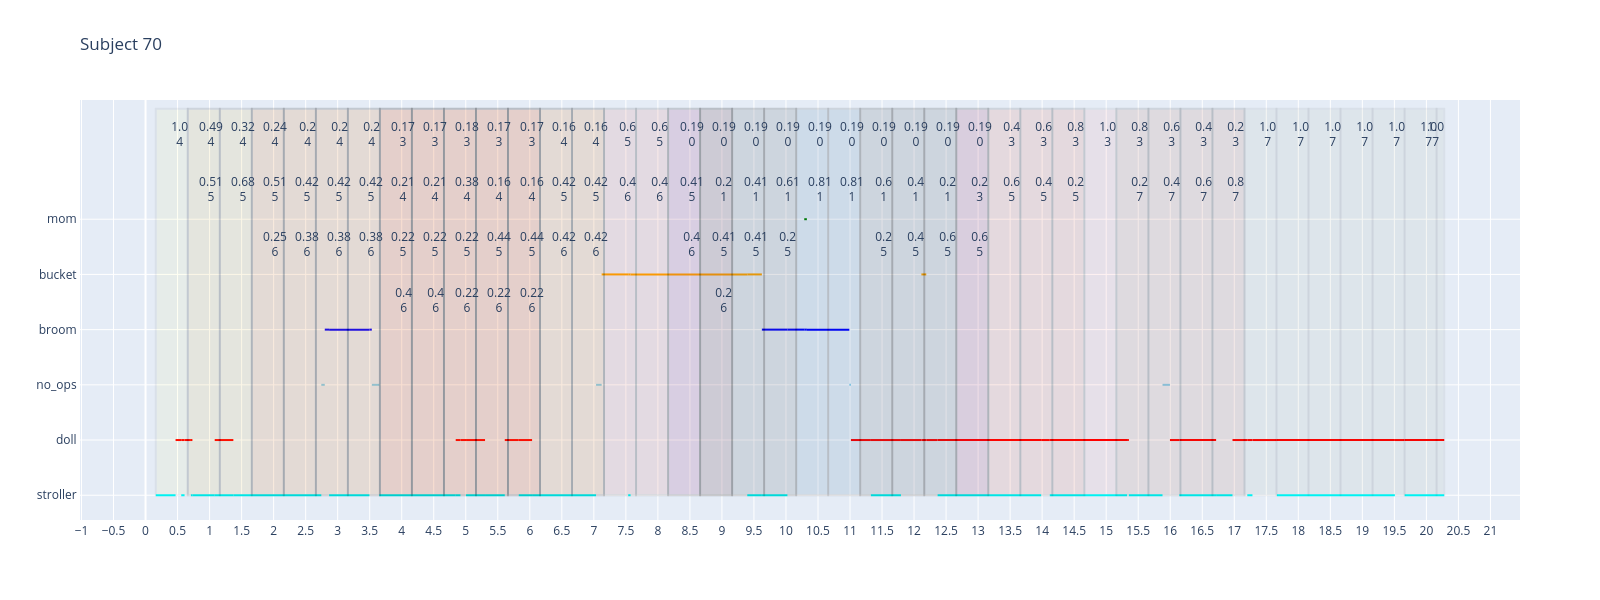 Subject 70
1.0 0.49 0.32 0.24 0.2 0.2 0.2 0.17 0.17 0.18 0.17 0.17 0.16 0.16 0.6 0.6 0.19 0.19 0.19 0.19 0.19 0.19 0.19 0.19 0.19 0.19 0.4 0.6 0.8 1.0 0.8 0.6 0.4 0.2 1.0 1.0 1.0 1.0 1.0
4 4 4 4 4 4 4 3 3 3 3 3 4 4 5 5 0 0 0 0 0 0 0 0 0 0 3 3 3 3 3 3 3 3 7 7 7 7 7
0.51 0.68 0.51 0.42 0.42 0.42 0.21 0.21 0.38 0.16 0.16 0.42 0.42 0.4 0.4 0.41 0.2 0.41 0.61 0.81 0.81 0.6 0.4 0.2 0.2 0.6 0.4 0.2 0.2 0.4 0.6 0.8
5 5 5 5 5 5 4 4 4 4 4 5 5 6 6 5 1 1 1 1 1 1 1 1 3 5 5 5 7 7 7 7
mom
0.25 0.38 0.38 0.38 0.22 0.22 0.22 0.44 0.44 0.42 0.42 0.4 0.41 0.41 0.2 0.2 0.4 0.6 0.6
6 6 6 6 5 5 5 5 5 6 6 6 5 5 5 5 5 5 5
bucket
0.4 0.4 0.22 0.22 0.22 0.2
6 6 6 6 6 6
broom
no_ops
doll
stroller
−1 −0.5 0 0.5 1 1.5 2 2.5 3 3.5 4 4.5 5 5.5 6 6.5 7 7.5 8 8.5 9 9.5 10 10.5 11 11.5 12 12.5 13 13.5 14 14.5 15 15.5 16 16.5 17 17.5 18 18.5 19 19.5 20 20.5 21